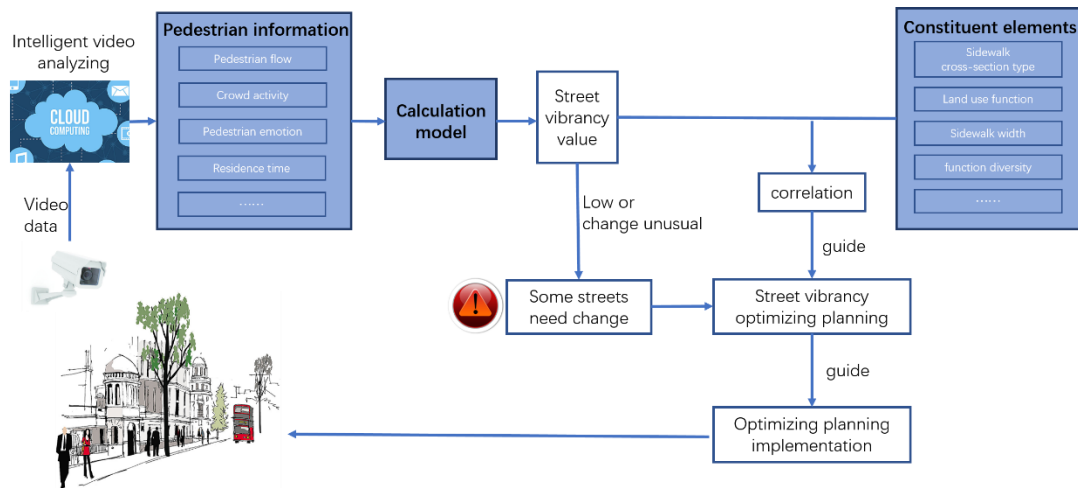 Intelligent video
analyzing
CLOUD
COMPUTING
Video
data
Pedestrian information
Pedestrian flow
Crowd activity
Pedestrian emotion
Residence time
......
Calculation
model
Street
vibrancy
value
Low or
change unusual
Some streets
need change
correlation
guide
Street vibrancy
optimizing planning
guide
Optimizing planning
implementation
Constituent elements
Sidewalk
cross-section type
Land use function
Sidewalk width
function diversity
......